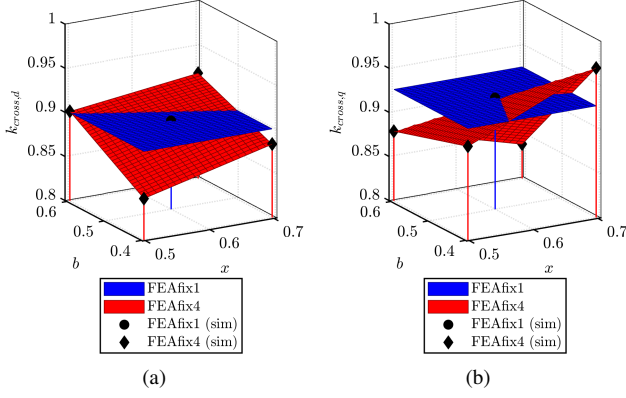 1
0.95
0.9
0.85
0.8
k_{cross,d}
0.6
0.5
0.4
b
0.5
0.6
0.7
x
FEAfix1
FEAfix4
FEAfix1 (sim)
FEAfix4 (sim)
(a)
1
0.95
0.9
0.85
0.8
k_{cross,q}
0.6
0.5
0.4
b
0.5
0.6
0.7
x
FEAfix1
FEAfix4
FEAfix1 (sim)
FEAfix4 (sim)
(b)